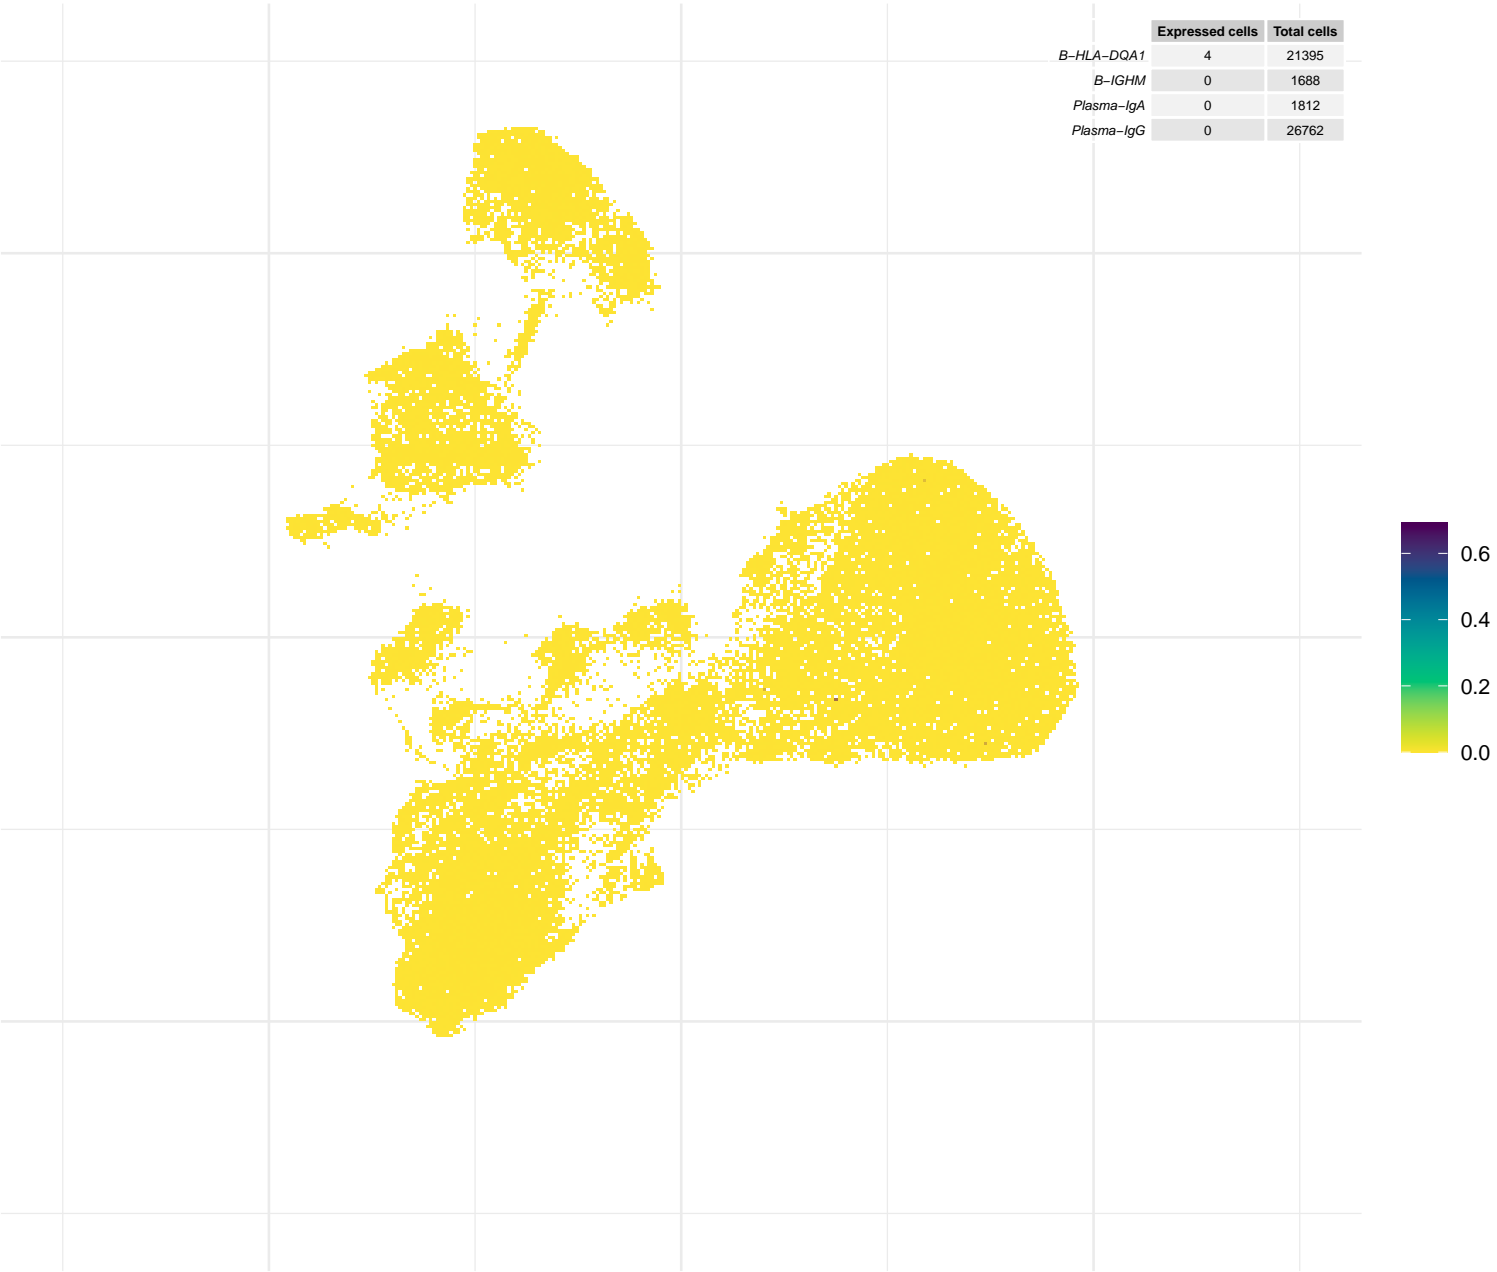 Expressed cells Total cells
B−HLA−DQA1 4 21395
B−IGHM 0 1688
Plasma−IgA 0 1812
Plasma−IgG 0 26762
0.6
0.4
0.2
0.0